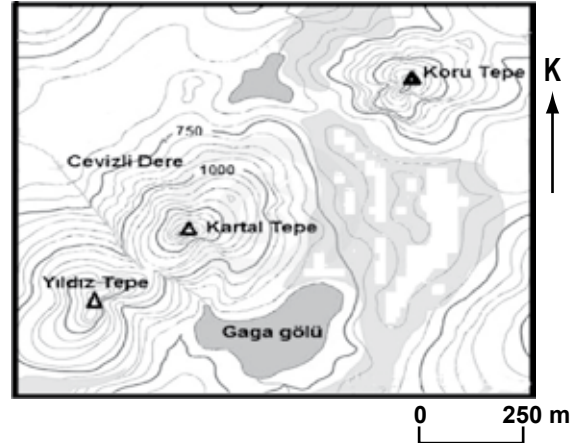 Koru Tepe
K
750
Cevizli Dere
1000
Kartal Tepe
Yıldız Tepe
Gaga gölü
0 250 m